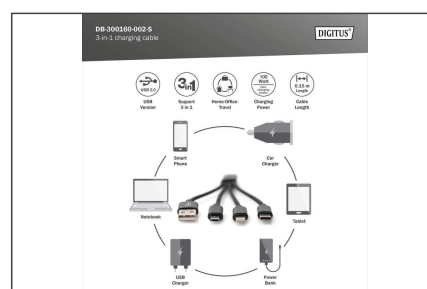 DB-300160-002-S
3-in-1 charging cable
DIGITUS®
USB 2.0
3in1
100
Watt
0.15 m
Length
USB
Version
Support
3 in 1
Home-Office-
Travel
Charging
Power
Cable
Length
Smart
Phone
Car
Charger
Notebook
Tablet
USB
Charger
Power
Bank